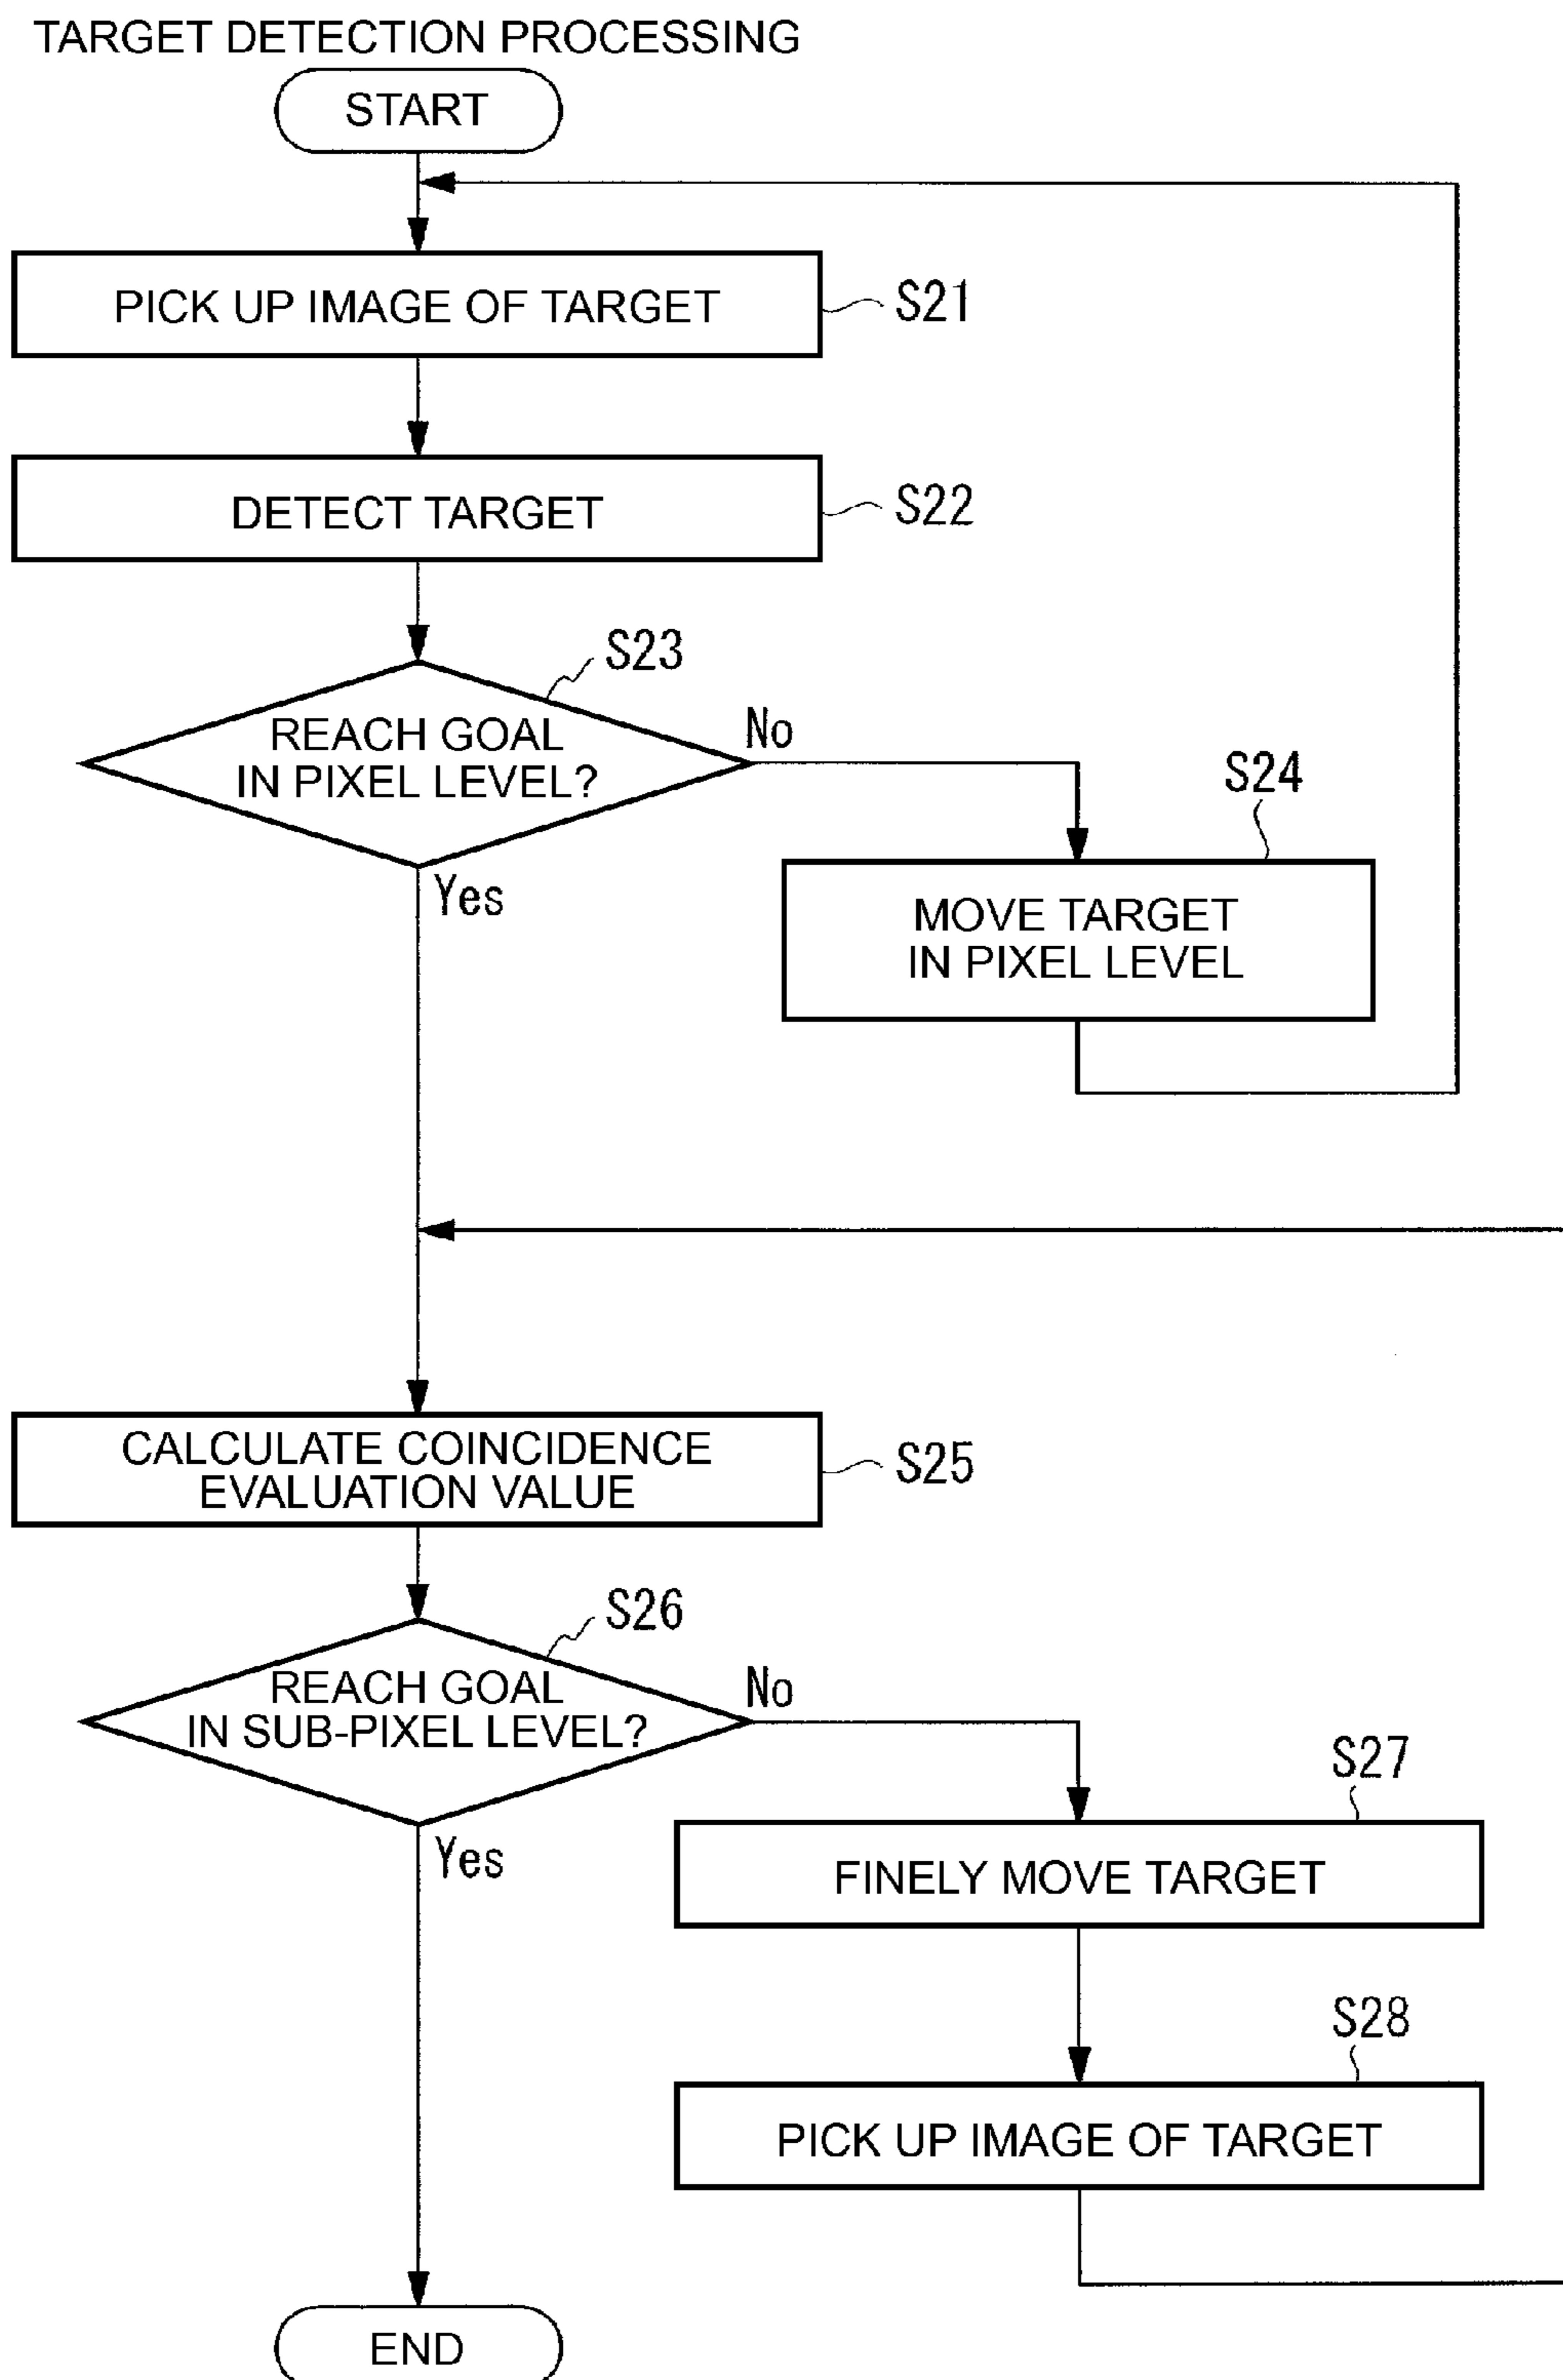 TARGET DETECTION PROCESSING
START
PICK UP IMAGE OF TARGET
S21
DETECT TARGET
S22
S23
REACH GOAL
IN PIXEL LEVEL?
No
Yes
S24
MOVE TARGET
IN PIXEL LEVEL
CALCULATE COINCIDENCE
EVALUATION VALUE
S25
S26
REACH GOAL
IN SUB-PIXEL LEVEL?
No
Yes
S27
FINELY MOVE TARGET
S28
PICK UP IMAGE OF TARGET
END